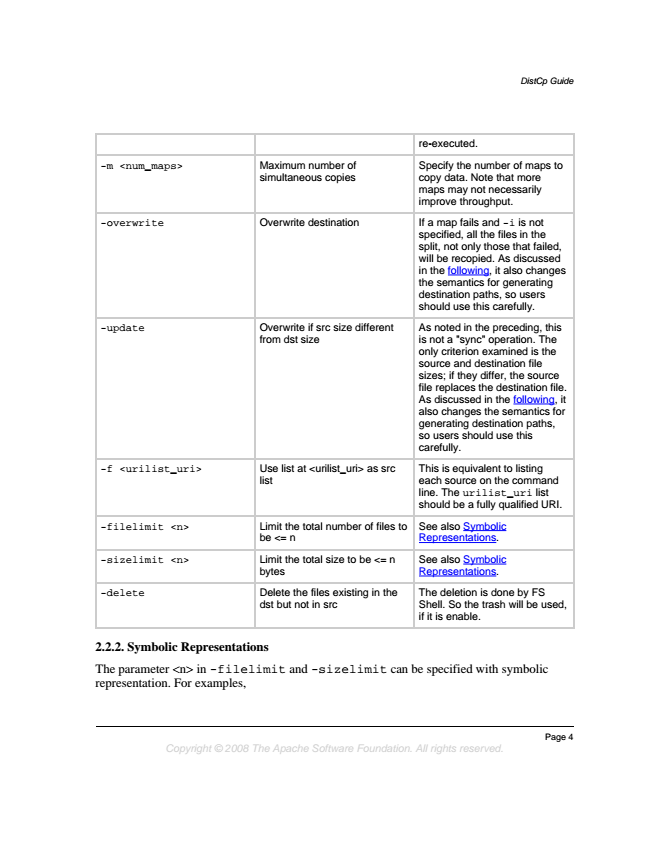 DistCp Guide
re-executed.
-m <num_maps>
Maximum number of
simultaneous copies
Specify the number of maps to
copy data. Note that more
maps may not necessarily
improve throughput.
-overwrite
Overwrite destination
If a map fails and -i is not
specified, all the files in the
split, not only those that failed,
will be recopied. As discussed
in the following, it also changes
the semantics for generating
destination paths, so users
should use this carefully.
-update
Overwrite if src size different
from dst size
As noted in the preceding, this
is not a "sync" operation. The
only criterion examined is the
source and destination file
sizes; if they differ, the source
file replaces the destination file.
As discussed in the following, it
also changes the semantics for
generating destination paths,
so users should use this
carefully.
-f <urilist_uri>
Use list at <urilist_uri> as src
list
This is equivalent to listing
each source on the command
line. The urilist_uri list
should be a fully qualified URI.
-filelimit <n>
Limit the total number of files to
be <= n
See also Symbolic
Representations.
-sizelimit <n>
Limit the total size to be <= n
bytes
See also Symbolic
Representations.
-delete
Delete the files existing in the
dst but not in src
The deletion is done by FS
Shell. So the trash will be used,
if it is enable.
2.2.2. Symbolic Representations
The parameter <n> in -filelimit and -sizelimit can be specified with symbolic
representation. For examples,
Page 4
Copyright © 2008 The Apache Software Foundation. All rights reserved.